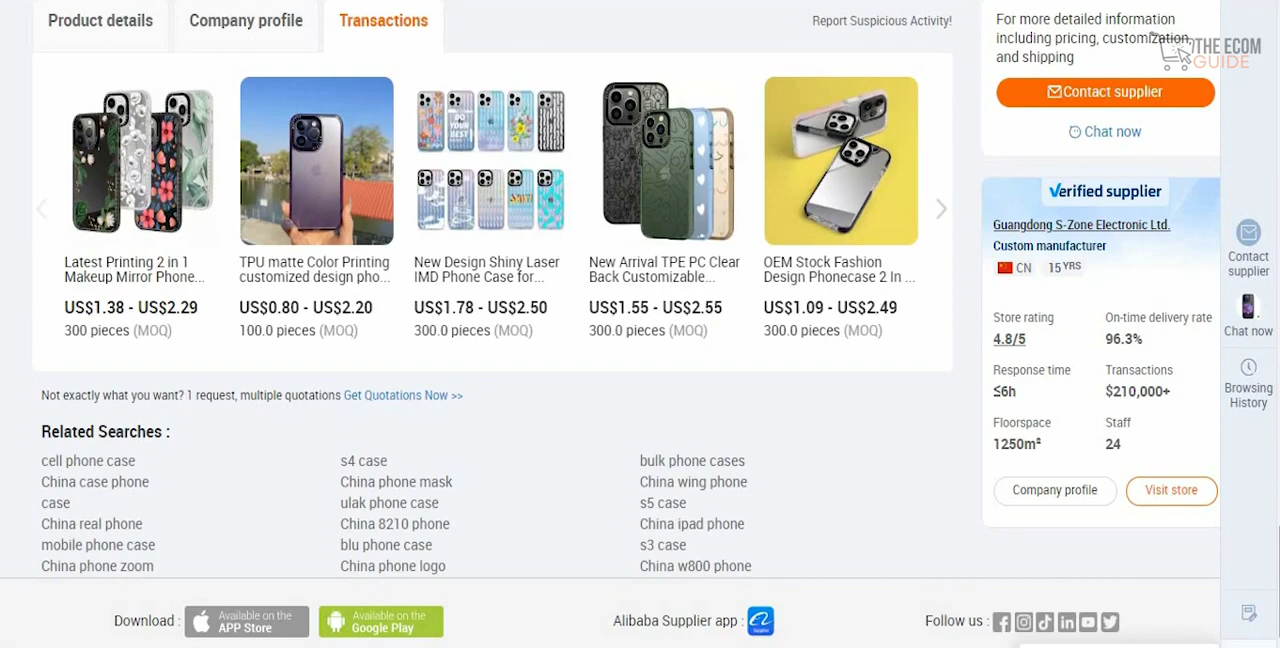 Product details
Company profile
Transactions
Report Suspicious Activity!
For more detailed information
including pricing, customization,
and shipping
THE ECOM
GUIDE
Contact supplier
Chat now
Latest Printing 2 in 1
Makeup Mirror Phone...
US$1.38 - US$2.29
300 pieces (MOQ)
TPU matte Color Printing
customized design pho...
US$0.80 - US$2.20
100.0 pieces (MOQ)
New Design Shiny Laser
IMD Phone Case for...
US$1.78 - US$2.50
300.0 pieces (MOQ)
New Arrival TPE PC Clear
Back Customizable...
US$1.55 - US$2.55
300.0 pieces (MOQ)
OEM Stock Fashion
Design Phonecase 2 In ...
US$1.09 - US$2.49
300.0 pieces (MOQ)
Verified supplier
Guangdong S-Zone Electronic Ltd.
Custom manufacturer
CN 15 YRS
Store rating
4.8/5
On-time delivery rate
96.3%
Response time
≤6h
Transactions
$210,000+
Floorspace
1250m²
Staff
24
Company profile
Visit store
Contact
supplier
Chat now
Browsing
History
Not exactly what you want? 1 request, multiple quotations Get Quotations Now >>
Related Searches :
cell phone case
s4 case
bulk phone cases
China case phone
China phone mask
China wing phone
case
ulak phone case
s5 case
China real phone
China 8210 phone
China ipad phone
mobile phone case
blu phone case
s3 case
China phone zoom
China phone logo
China w800 phone
Download :
Available on the
App Store
Available on the
Google Play
Alibaba Supplier app :
Follow us :